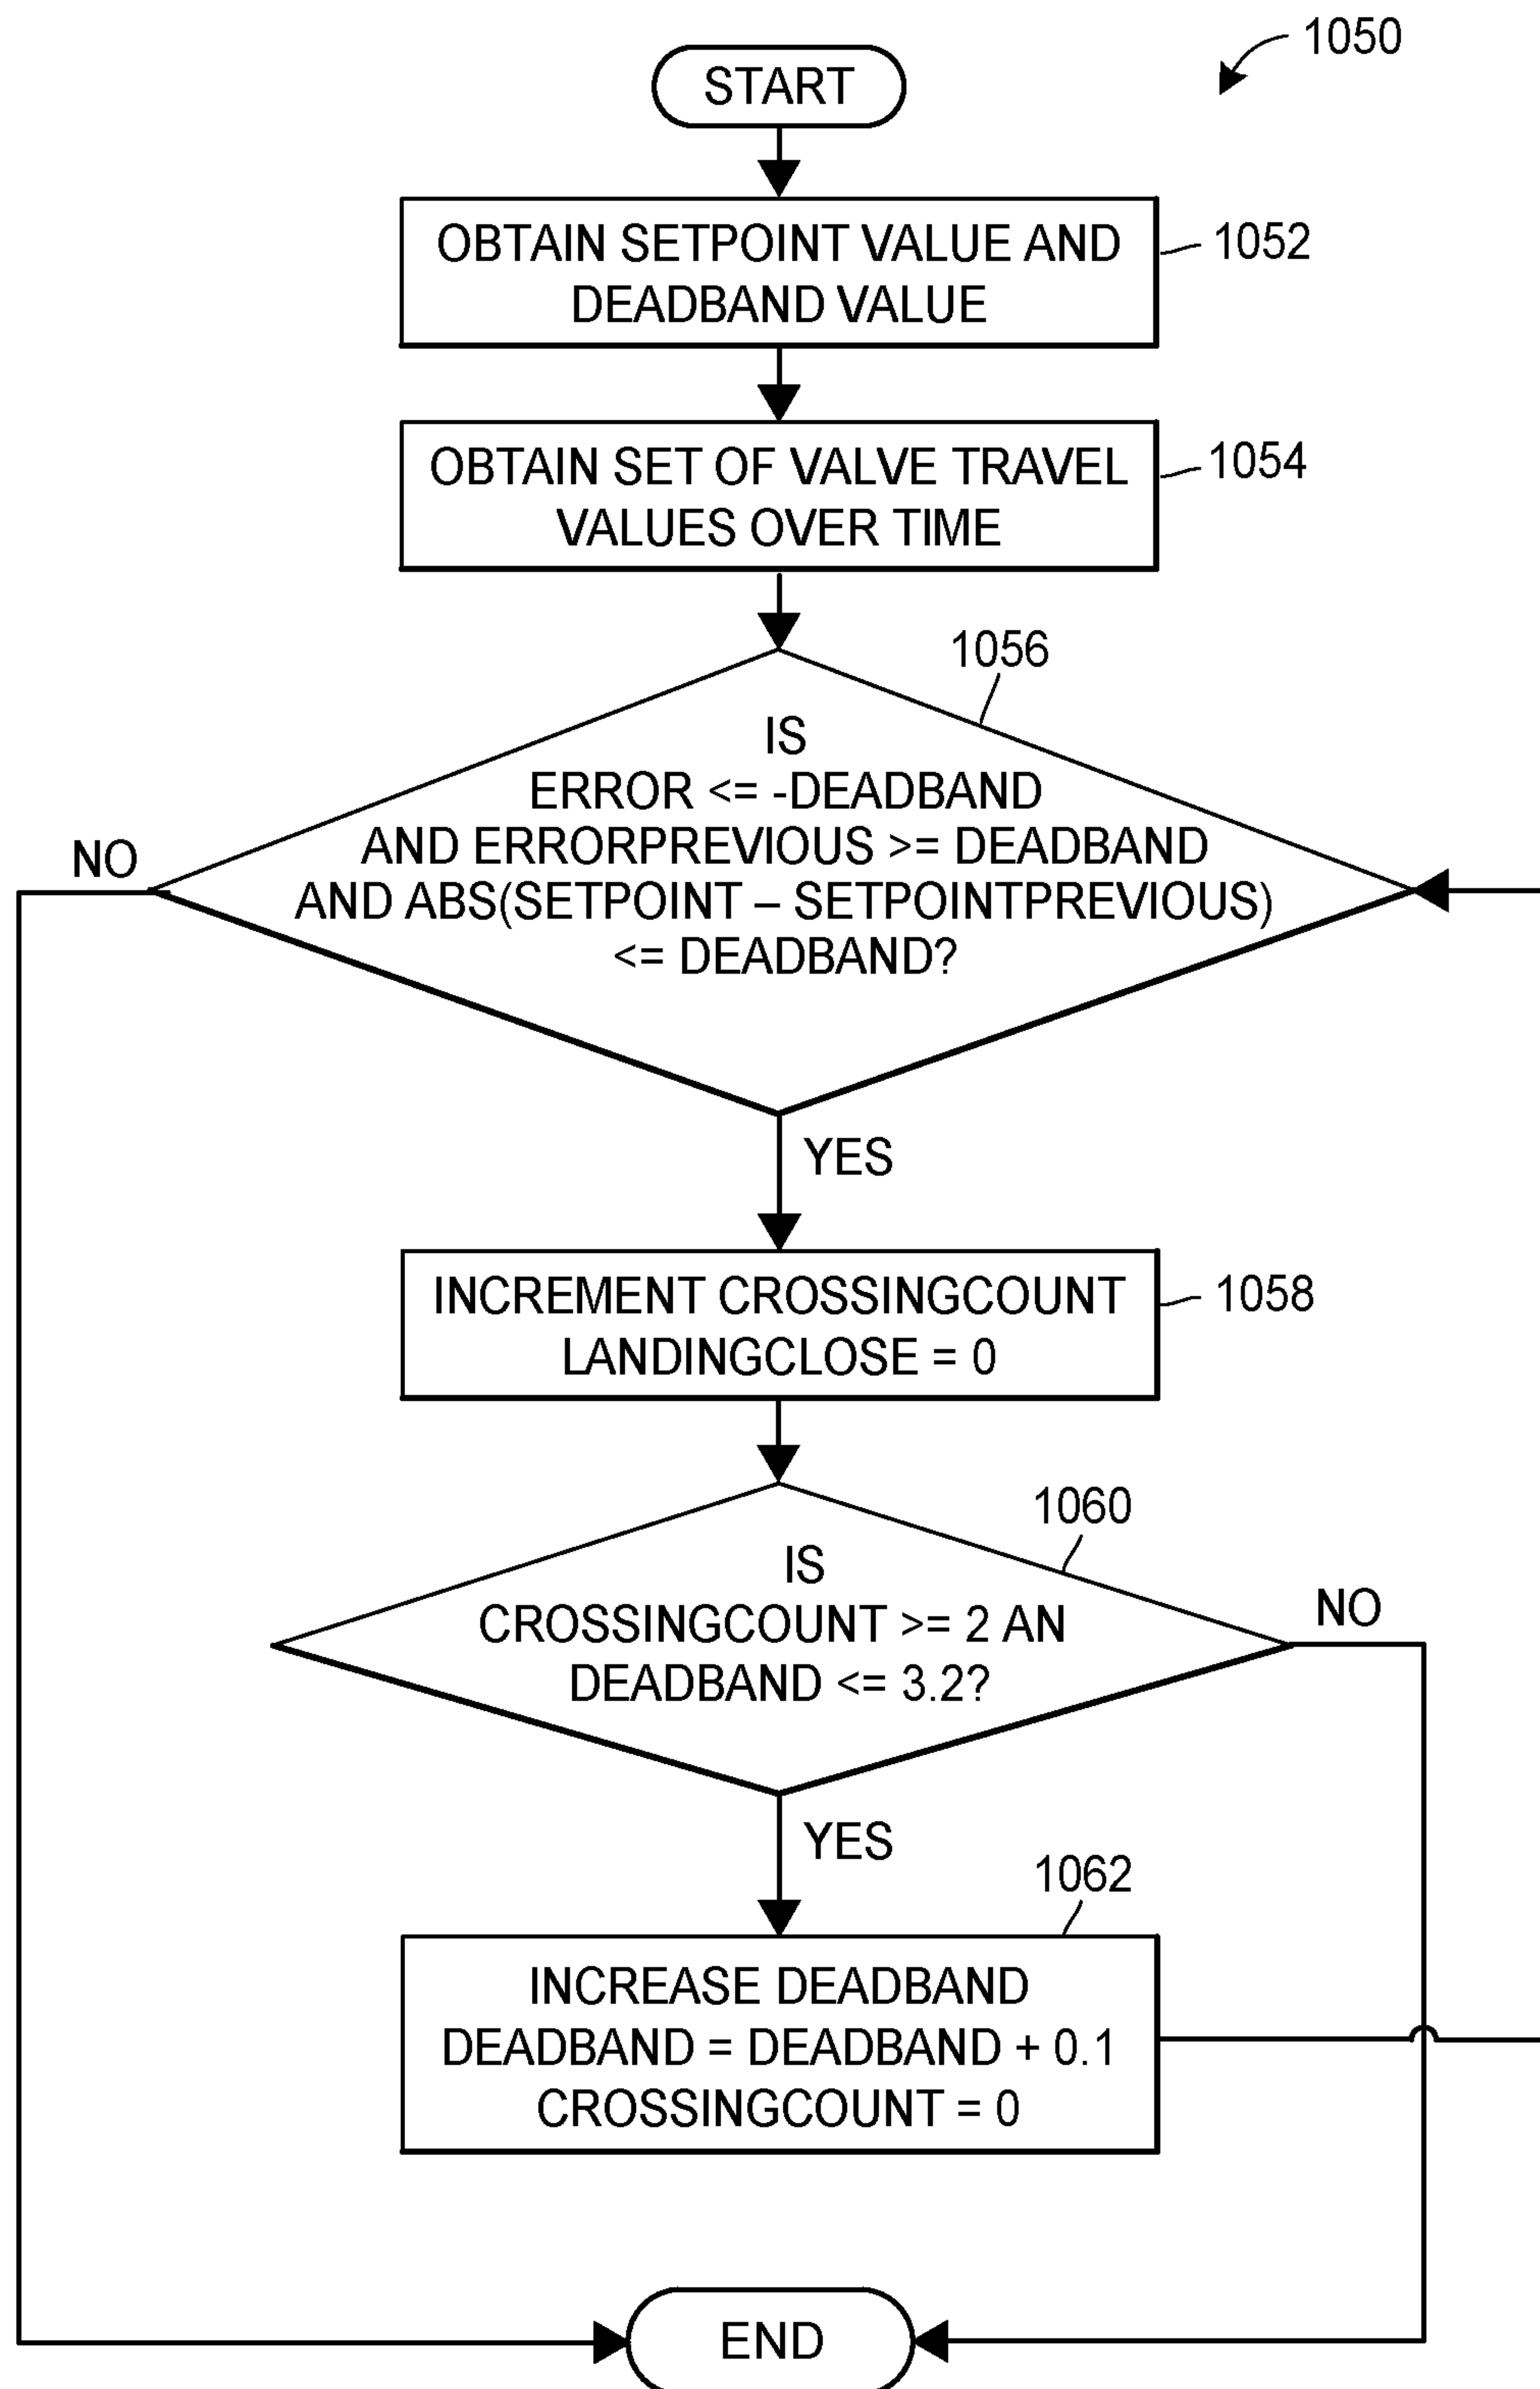 1050
START
OBTAIN SETPOINT VALUE AND
DEADBAND VALUE
1052
OBTAIN SET OF VALVE TRAVEL
VALUES OVER TIME
1054
1056
IS
ERROR <= -DEADBAND
AND ERRORPREVIOUS >= DEADBAND
AND ABS(SETPOINT – SETPOINTPREVIOUS)
<= DEADBAND?
NO
YES
INCREMENT CROSSINGCOUNT
LANDINGCLOSE = 0
1058
1060
IS
CROSSINGCOUNT >= 2 AN
DEADBAND <= 3.2?
NO
YES
1062
INCREASE DEADBAND
DEADBAND = DEADBAND + 0.1
CROSSINGCOUNT = 0
END